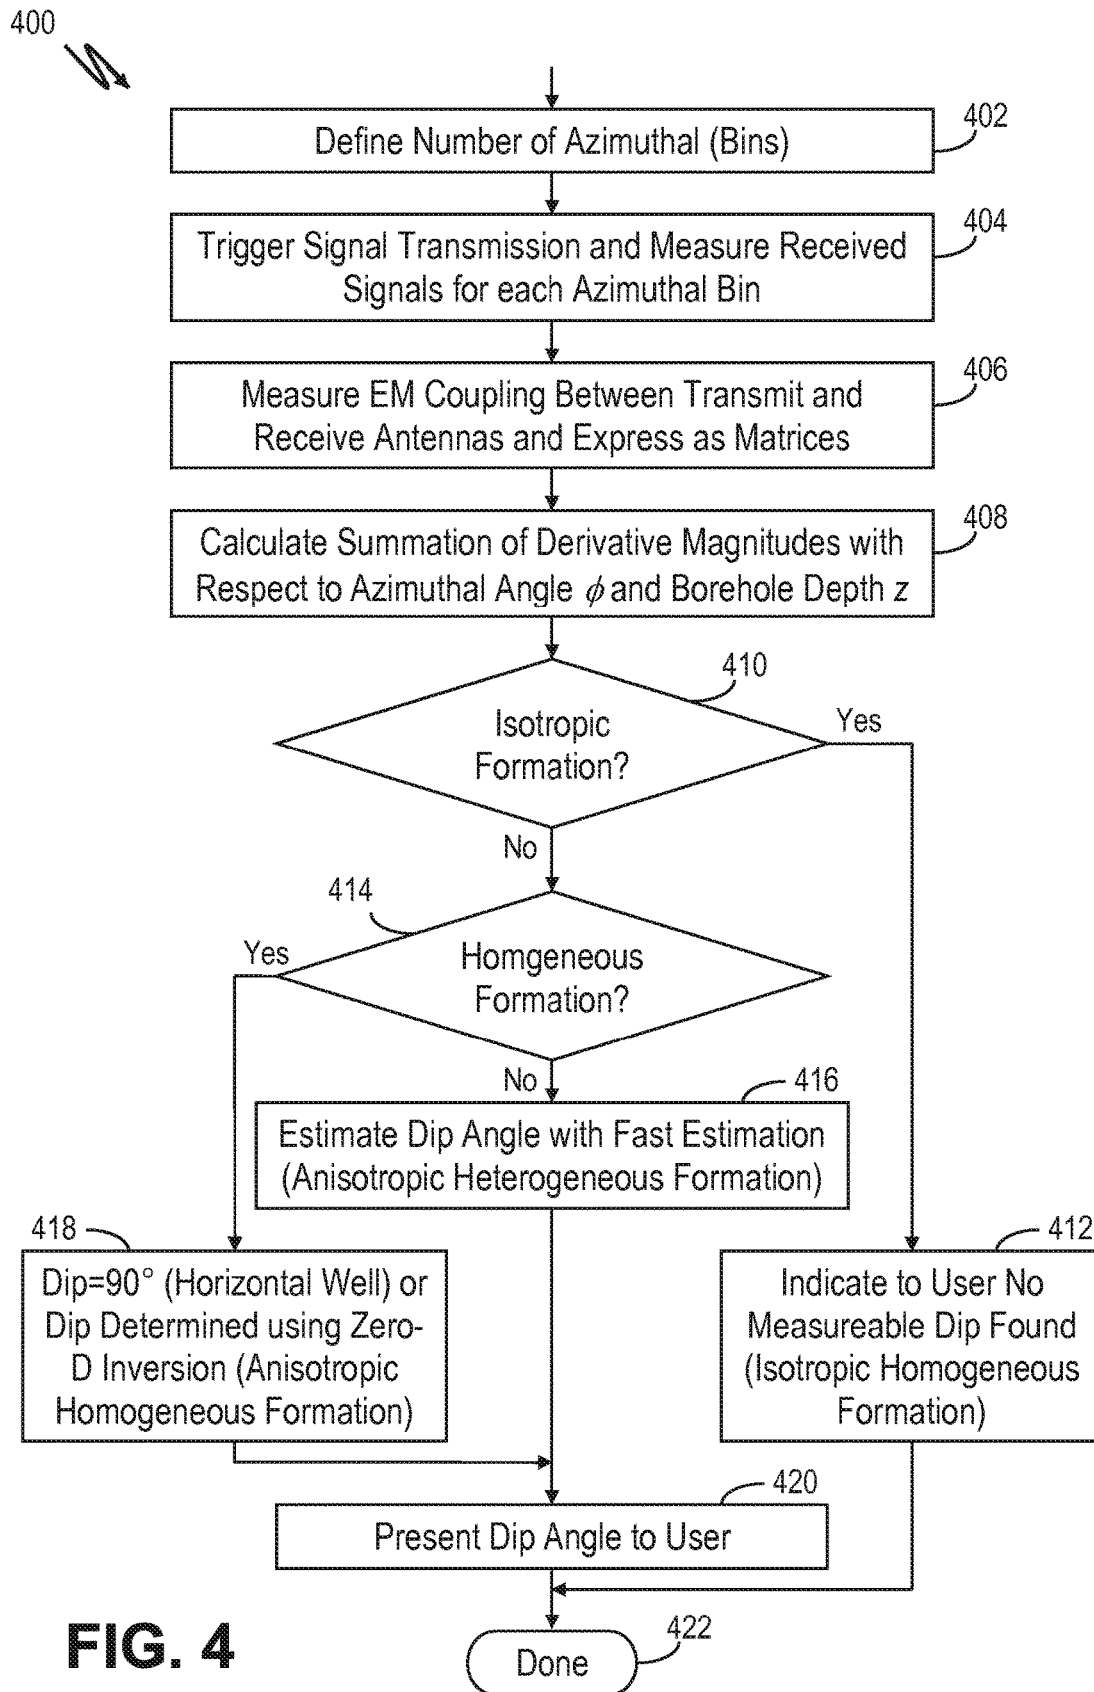 400
402
Define Number of Azimuthal (Bins)
404
Trigger Signal Transmission and Measure Received
Signals for each Azimuthal Bin
406
Measure EM Coupling Between Transmit and
Receive Antennas and Express as Matrices
408
Calculate Summation of Derivative Magnitudes with
Respect to Azimuthal Angle ϕ and Borehole Depth z
410
Isotropic
Formation?
Yes
No
414
Homgeneous
Formation?
Yes
No
416
Estimate Dip Angle with Fast Estimation
(Anisotropic Heterogeneous Formation)
418
Dip=90° (Horizontal Well) or
Dip Determined using Zero-
D Inversion (Anisotropic
Homogeneous Formation)
412
Indicate to User No
Measureable Dip Found
(Isotropic Homogeneous
Formation)
420
Present Dip Angle to User
422
Done
FIG. 4